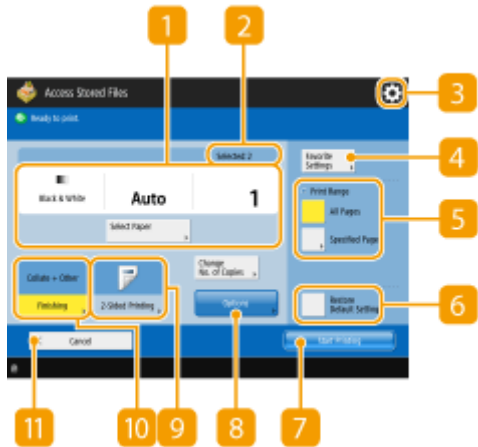 1
2
3
4
5
6
7
8
9
10
11
Access Stored Files
Ready to print.
Selected: 2
Black & White
Auto
1
Select Paper
Favorite
Settings
Print Range
All Pages
Specified Page
Change
No. of Copies
Collate + Other
Finishing
2-Sided Printing
Options
Restore
Default Setting
Cancel
Start Printing